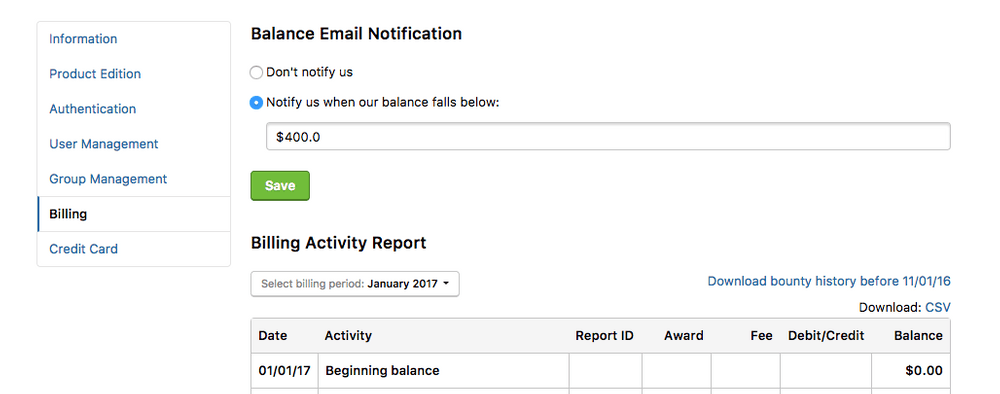 Information
Product Edition
Authentication
User Management
Group Management
Billing
Credit Card
Balance Email Notification
Don't notify us
Notify us when our balance falls below:
$400.0
Save
Billing Activity Report
Select billing period: January 2017
Download bounty history before 11/01/16
Download: CSV
Date Activity Report ID Award Fee Debit/Credit Balance
01/01/17 Beginning balance $0.00